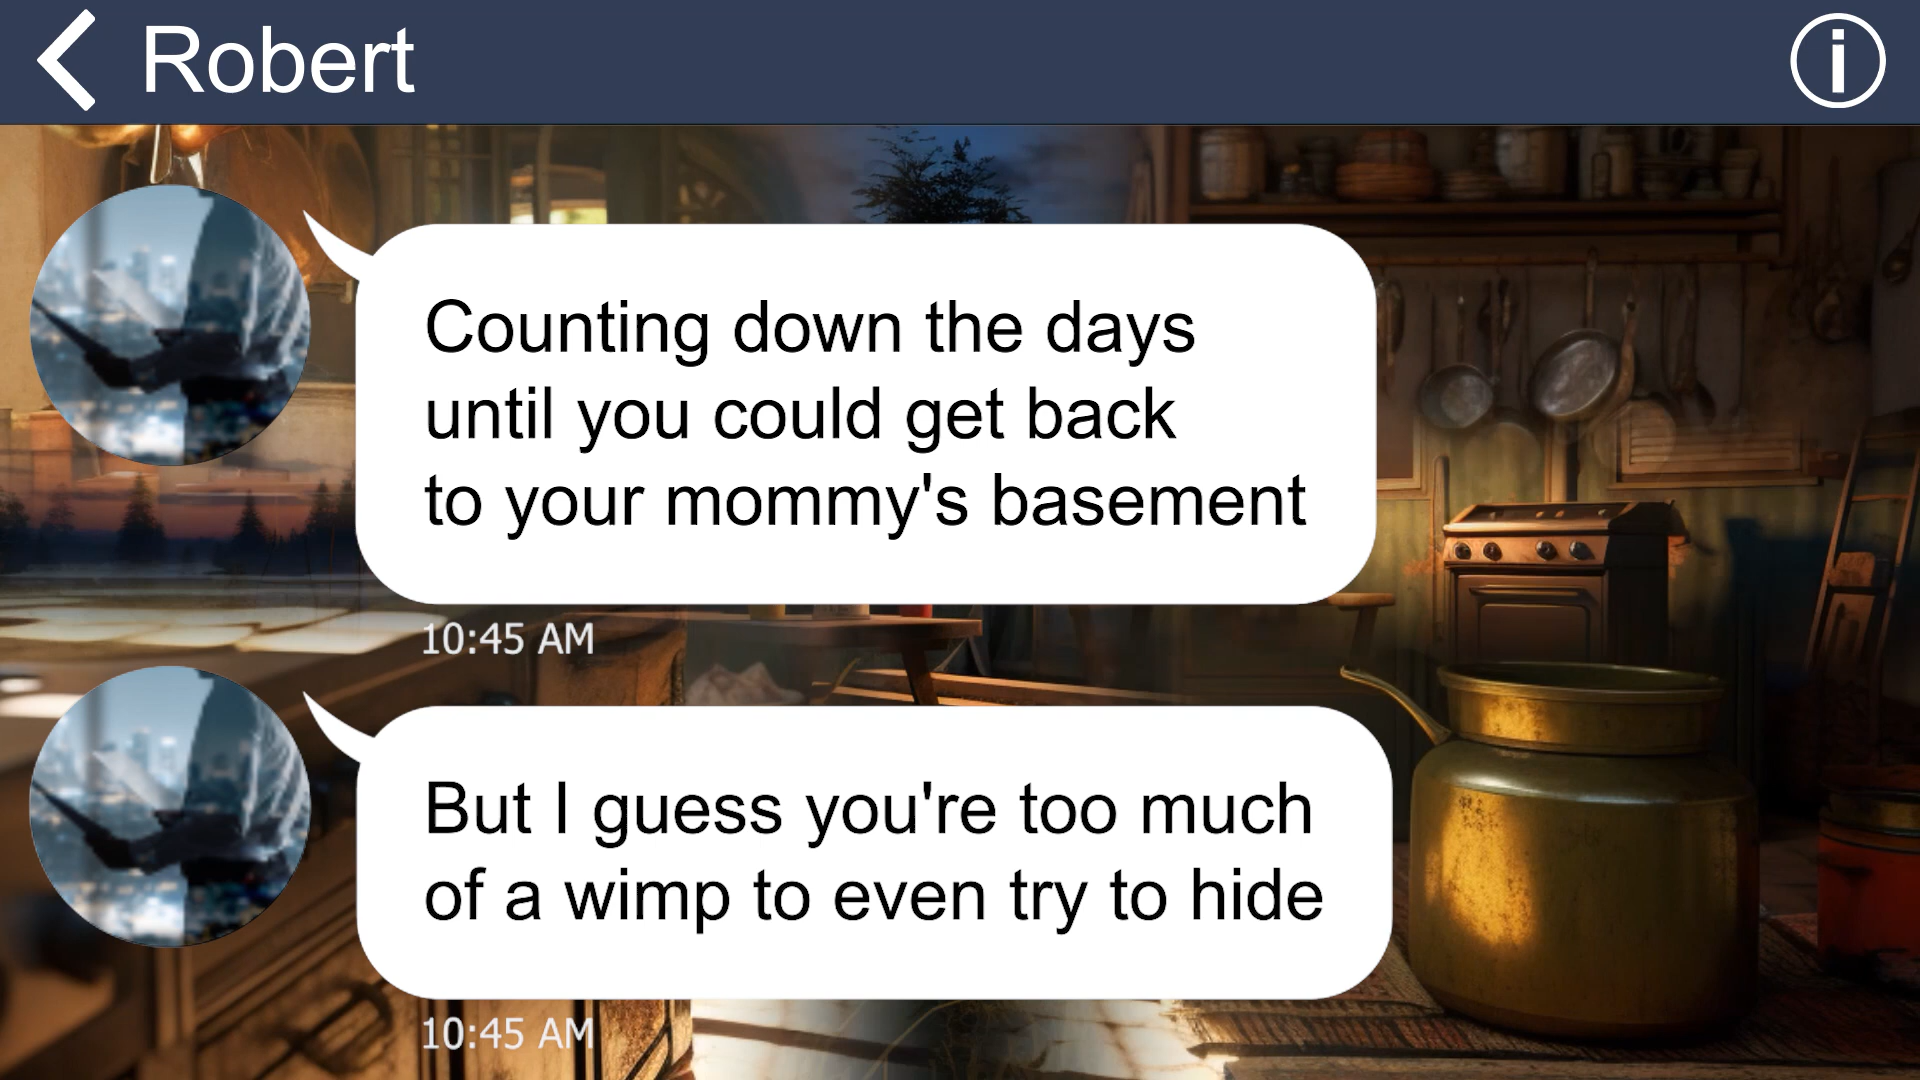 Robert
Counting down the days
until you could get back
to your mommy's basement
10:45 AM
But I guess you're too much
of a wimp to even try to hide
10:45 AM